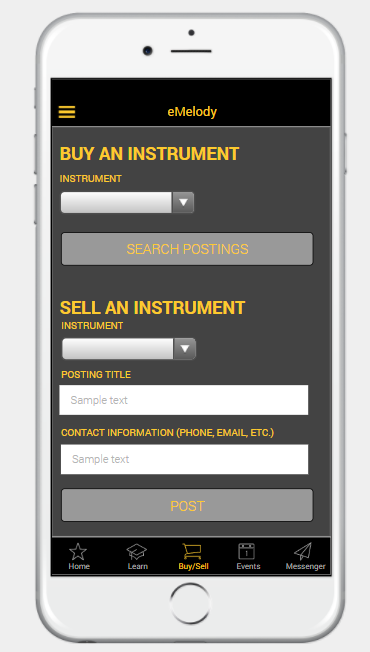 eMelody
BUY AN INSTRUMENT
INSTRUMENT
SEARCH POSTINGS
SELL AN INSTRUMENT
INSTRUMENT
POSTING TITLE
Sample text
CONTACT INFORMATION (PHONE, EMAIL, ETC.)
Sample text
POST
1
Home Learn Buy/Sell Events Messenger